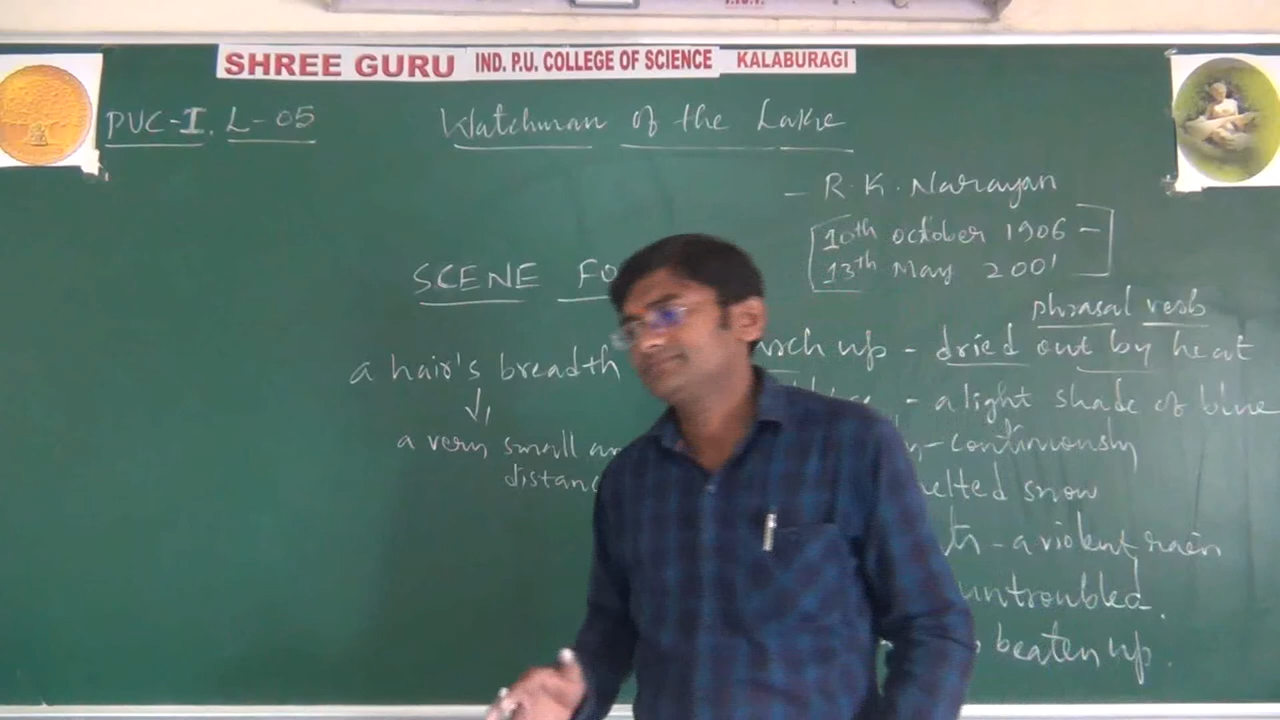 SHREE GURU IND. P.U. COLLEGE OF SCIENCE KALABURAGI
PUC-I. L-05
Watchman of the Lake
- R.K. Narayan
[10th october 1906 -
13th May 2001]
SCENE FO
phrasal verb
a hair's breadth
rch up - dried out by heat
- a light shade of blue
a very small
distanc
y - continuously
melted snow
- a violent rain
untroubled.
beaten up.